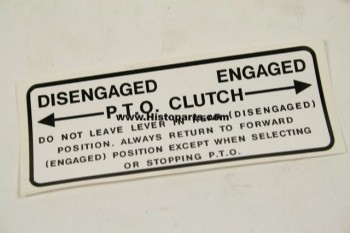 DISENGAGED ENGAGED
P.T.O. CLUTCH
www.Histoparts.com
DO NOT LEAVE LEVER IN (DISENGAGED)
POSITION. ALWAYS RETURN TO FORWARD
(ENGAGED) POSITION EXCEPT WHEN SELECTING
OR STOPPING P.T.O.